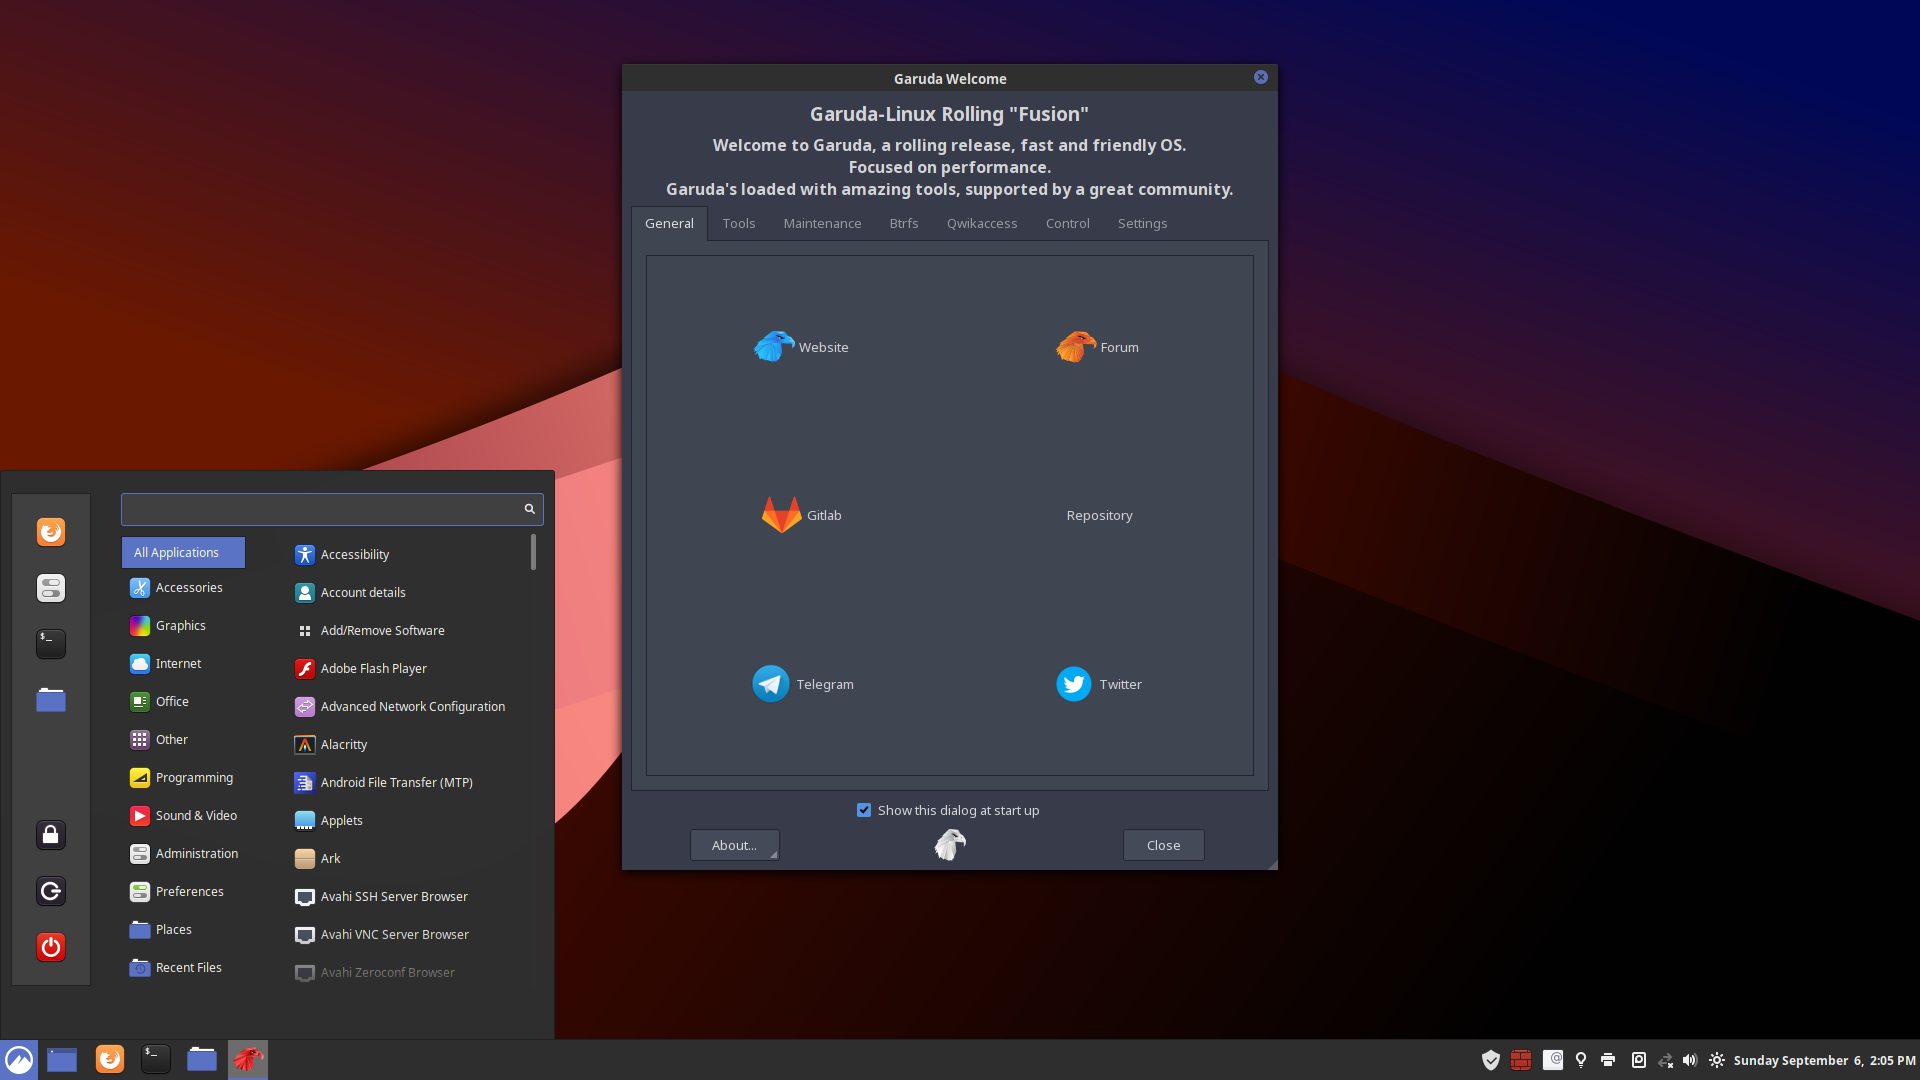 Garuda Welcome
Garuda-Linux Rolling "Fusion"
Welcome to Garuda, a rolling release, fast and friendly OS.
Focused on performance.
Garuda's loaded with amazing tools, supported by a great community.
General Tools Maintenance Btrfs Qwikaccess Control Settings
Website
Forum
Gitlab
Repository
Telegram
Twitter
Show this dialog at start up
About...
Close
All Applications
Accessories
Graphics
Internet
Office
Other
Programming
Sound & Video
Administration
Preferences
Places
Recent Files
Accessibility
Account details
Add/Remove Software
Adobe Flash Player
Advanced Network Configuration
Alacritty
Android File Transfer (MTP)
Applets
Ark
Avahi SSH Server Browser
Avahi VNC Server Browser
Avahi Zeroconf Browser
Sunday September 6, 2:05 PM